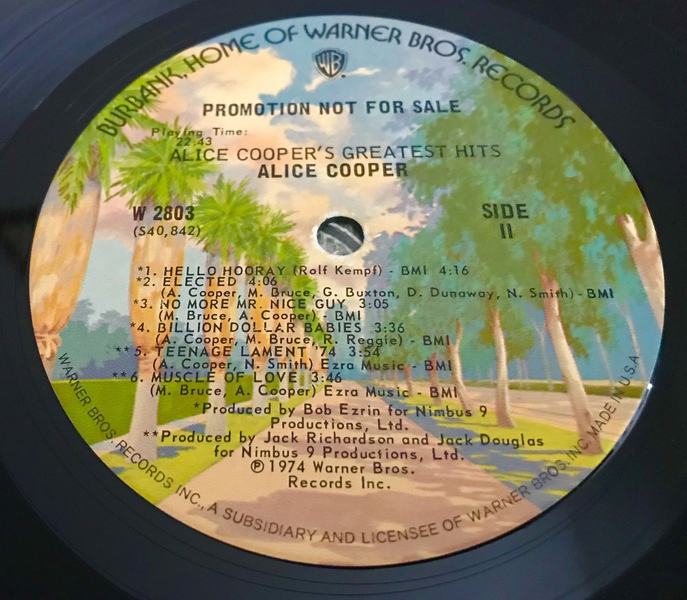 BURBANK, HOME OF WARNER BROS. RECORDS
WB
PROMOTION NOT FOR SALE
Playing Time:
22:43
ALICE COOPER'S GREATEST HITS
ALICE COOPER
W 2803
(S40,842)
SIDE
II
*1. HELLO HOORAY (Rolf Kempf) - BMI 4:16
*2. ELECTED 4:06
(A. Cooper, M. Bruce, G. Buxton, D. Dunaway, N. Smith) - BMI
*3. NO MORE MR. NICE GUY 3:05
(M. Bruce, A. Cooper) - BMI
*4. BILLION DOLLAR BABIES 3:36
(A. Cooper, M. Bruce, R. Reggie) - BMI
**5. TEENAGE LAMENT '74 3:54
(A. Cooper, N. Smith) Ezra Music - BMI
**6. MUSCLE OF LOVE 3:46
(M. Bruce, A. Cooper) Ezra Music - BMI
*Produced by Bob Ezrin for Nimbus 9
Productions, Ltd.
**Produced by Jack Richardson and Jack Douglas
for Nimbus 9 Productions, Ltd.
℗ 1974 Warner Bros.
Records Inc.
WARNER BROS. RECORDS INC., A SUBSIDIARY AND LICENSEE OF WARNER BROS. INC. MADE IN U.S.A.